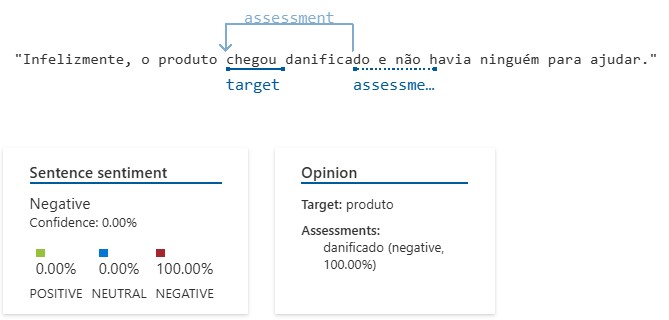 assessment
"Infelizmente, o produto chegou danificado e não havia ninguém para ajudar."
target assessme…
Sentence sentiment
Negative
Confidence: 0.00%
0.00% 0.00% 100.00%
POSITIVE NEUTRAL NEGATIVE
Opinion
Target: produto
Assessments:
danificado (negative,
100.00%)